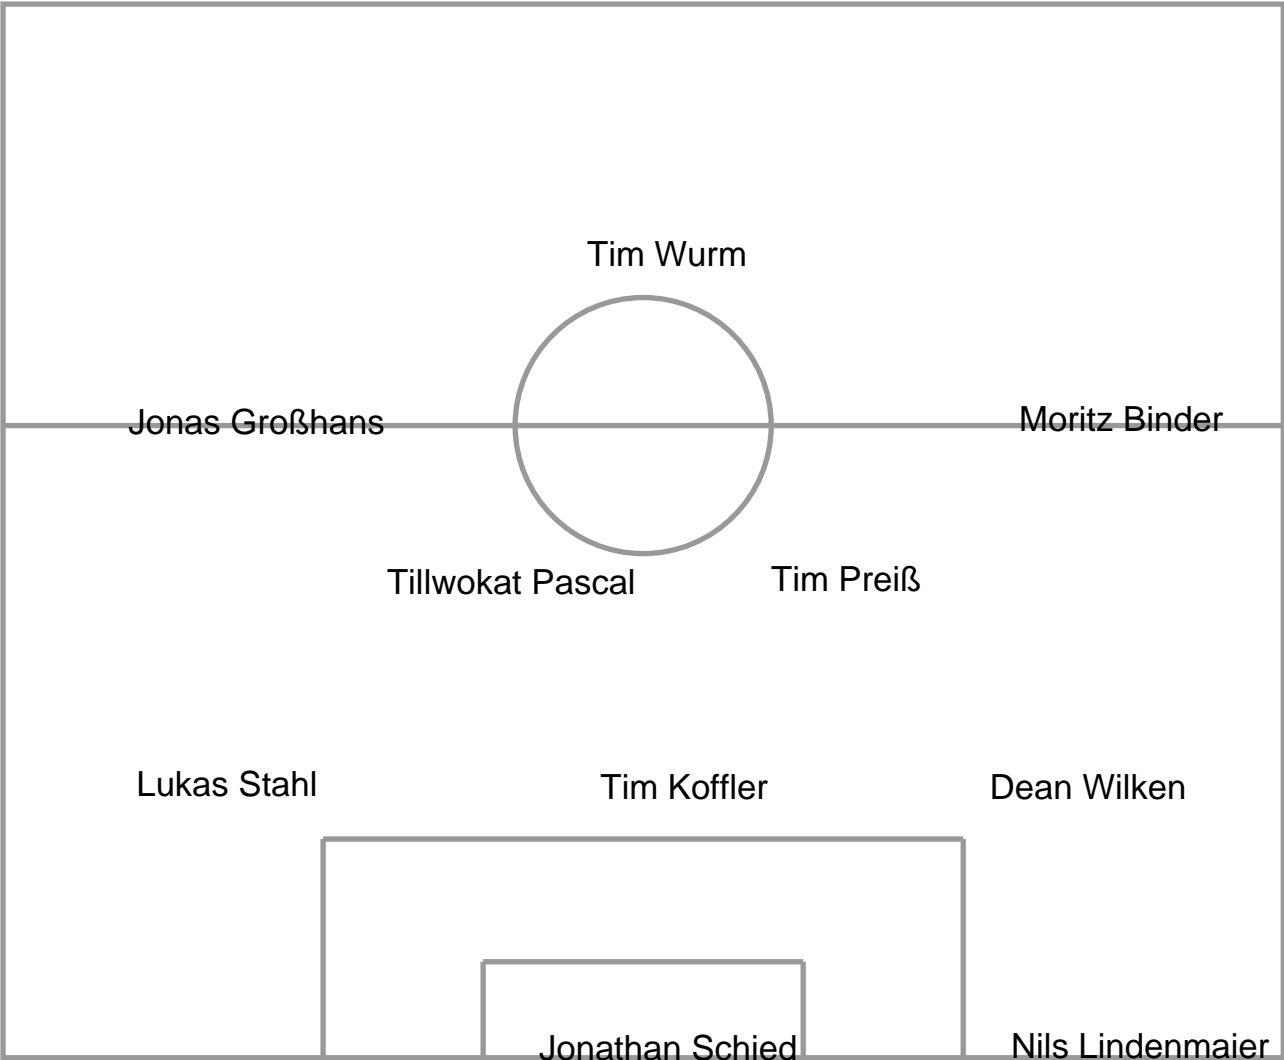 Tim Wurm
Jonas Großhans
Moritz Binder
Tillwokat Pascal
Tim Preiß
Lukas Stahl
Tim Koffler
Dean Wilken
Jonathan Schied
Nils Lindenmaier